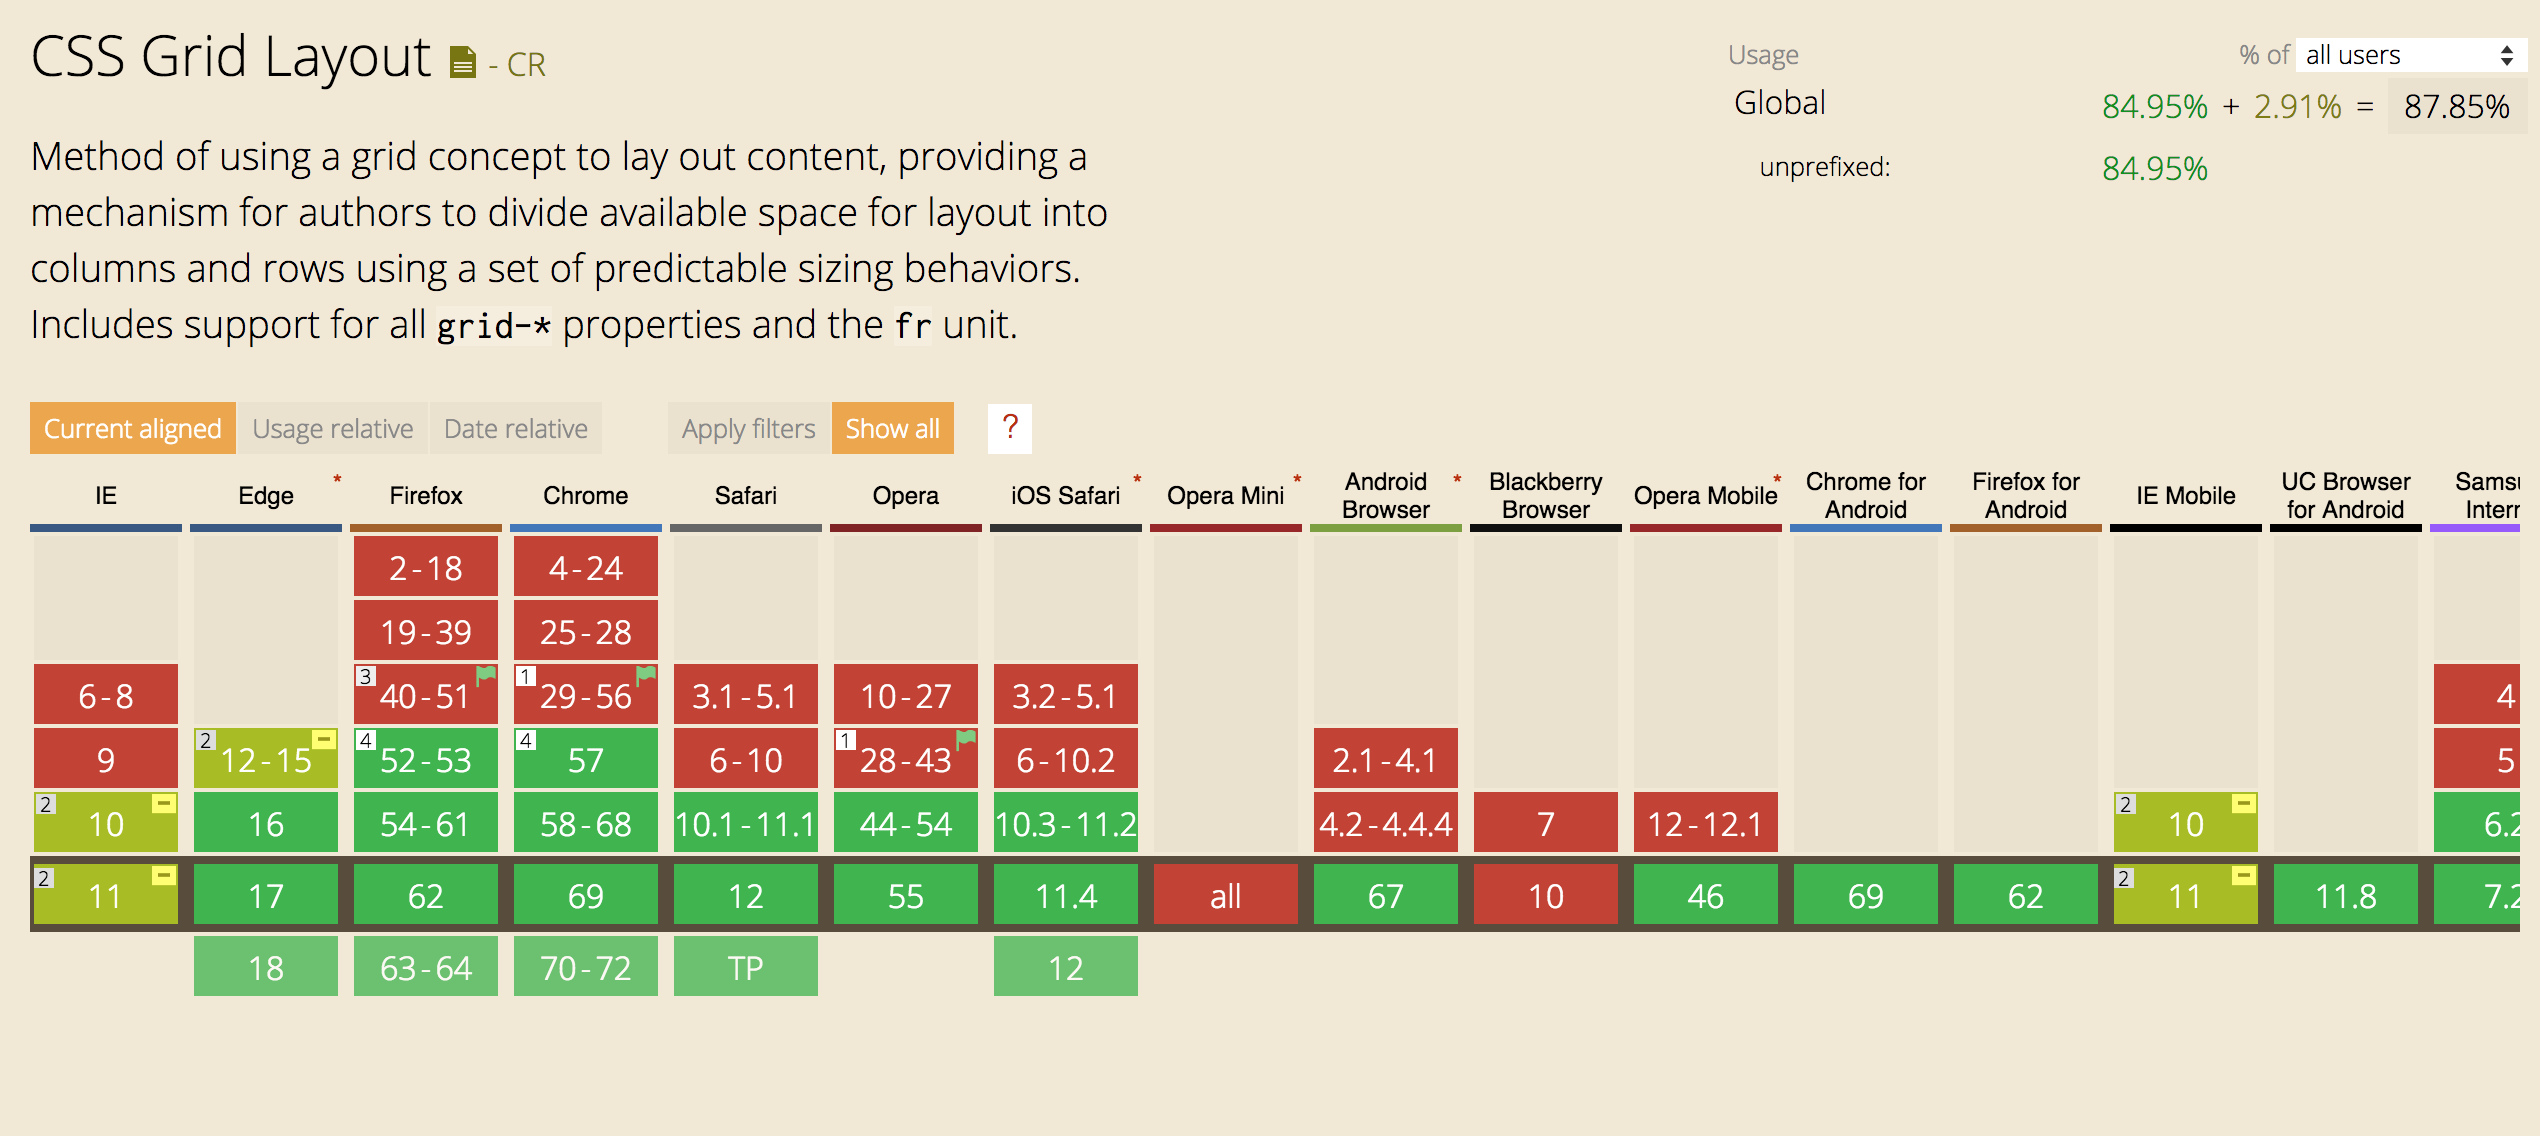 CSS Grid Layout - CR
Usage % of all users
Global 84.95% + 2.91% = 87.85%
unprefixed: 84.95%
Method of using a grid concept to lay out content, providing a
mechanism for authors to divide available space for layout into
columns and rows using a set of predictable sizing behaviors.
Includes support for all grid-* properties and the fr unit.
Current aligned Usage relative Date relative Apply filters Show all ?
IE Edge * Firefox Chrome Safari Opera iOS Safari * Opera Mini * Android Browser * Blackberry Browser Opera Mobile * Chrome for Android Firefox for Android IE Mobile UC Browser for Android
2-18 4-24
19-39 25-28
6-8 3 40-51 1 29-56 3.1-5.1 10-27 3.2-5.1 4
9 2 12-15 4 52-53 4 57 6-10 1 28-43 6-10.2 2.1-4.1 5
2 10 16 54-61 58-68 10.1-11.1 44-54 10.3-11.2 4.2-4.4.4 7 12-12.1 2 10 6.2
2 11 17 62 69 12 55 11.4 all 67 10 46 69 62 2 11 11.8 7.2
18 63-64 70-72 TP 12